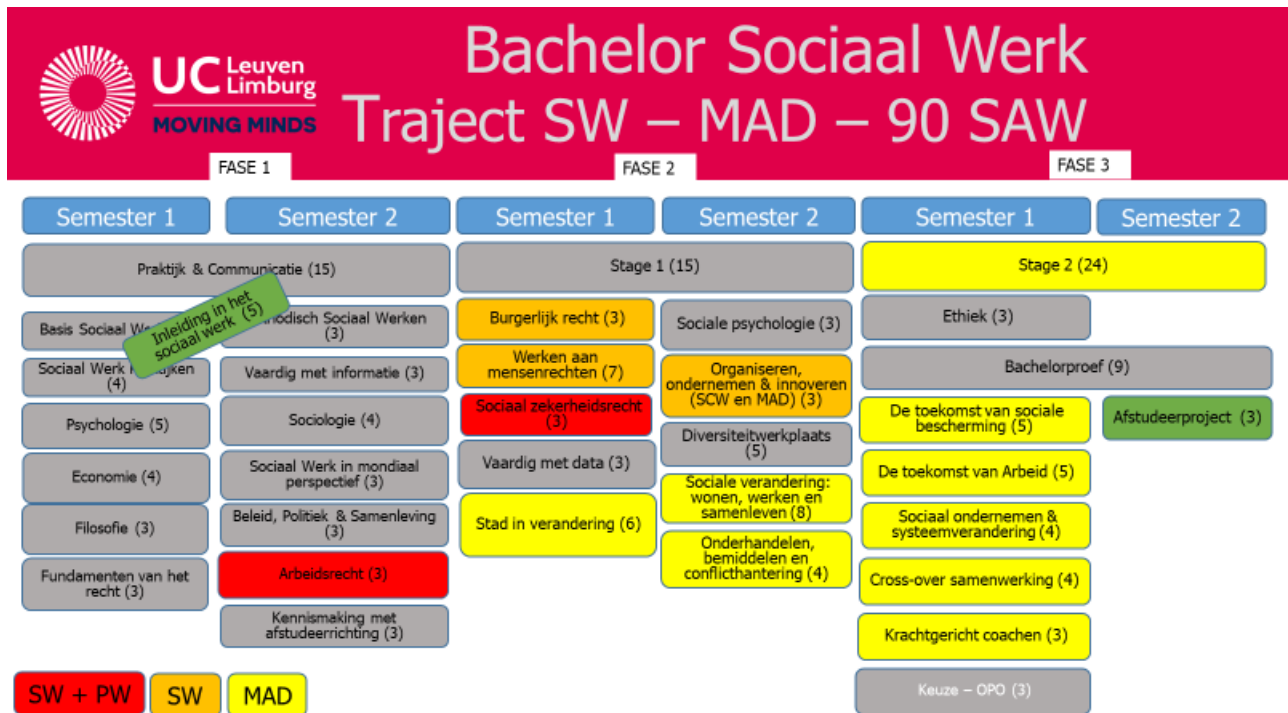 UC Leuven
Limburg
MOVING MINDS
Bachelor Sociaal Werk
Traject SW – MAD – 90 SAW
FASE 1
FASE 2
FASE 3
Semester 1
Semester 2
Semester 1
Semester 2
Semester 1
Semester 2
Praktijk & Communicatie (15)
Stage 1 (15)
Stage 2 (24)
Inleiding in het
sociaal werk (5)
Basis Sociaal
Sociaal Werk
(4)
Psychologie (5)
Economie (4)
Filosofie (3)
Fundamenten van het
recht (3)
Sociaal Werken
(3)
Vaardig met informatie (3)
Sociologie (4)
Sociaal Werk in mondiaal
perspectief (3)
Beleid, Politiek & Samenleving
(3)
Arbeidsrecht (3)
Kennismaking met
afstudeerrichting (3)
Burgerlijk recht (3)
Werken aan
mensenrechten (7)
Sociaal zekerheidsrecht
(3)
Vaardig met data (3)
Stad in verandering (6)
Sociale psychologie (3)
Organiseren,
ondernemen & innoveren
(SCW en MAD) (3)
Diversiteitwerkplaats
(5)
Sociale verandering:
wonen, werken en
samenleven (8)
Onderhandelen,
bemiddelen en
conflicthantering (4)
Ethiek (3)
Bachelorproef (9)
De toekomst van sociale
bescherming (5)
De toekomst van Arbeid (5)
Sociaal ondernemen &
systeemverandering (4)
Cross-over samenwerking (4)
Krachtgericht coachen (3)
Keuze – OPO (3)
Afstudeerproject (3)
SW + PW
SW
MAD